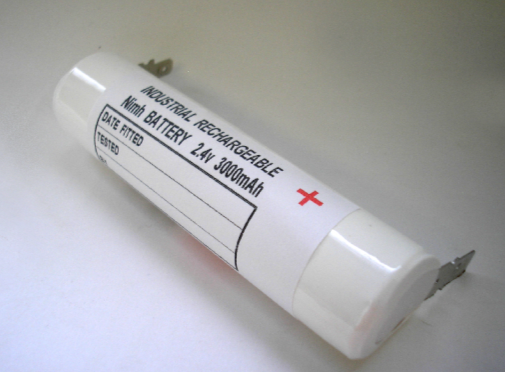 INDUSTRIAL RECHARGEABLE
Nimh BATTERY 2.4v 3000mAh
+
DATE FITTED
TESTED